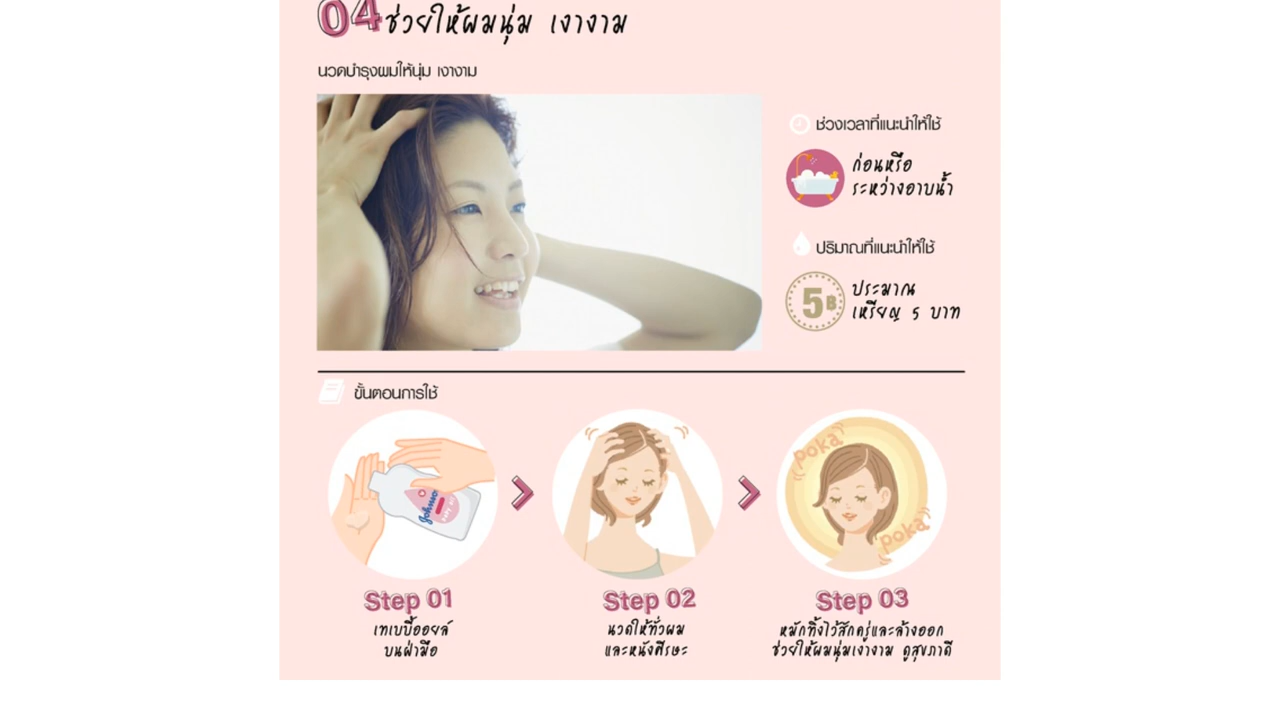 04 ช่วยให้ผมนุ่ม เงางาม
นวดบำรุงผมให้นุ่ม เงางาม
ช่วงเวลาที่แนะนำให้ใช้
ก่อนหรือ
ระหว่างอาบน้ำ
ปริมาณที่แนะนำให้ใช้
5฿
ประมาณ
เหรียญ 5 บาท
ขั้นตอนการใช้
Johnson's
poka
poka
Step 01
เทเบบี้ออยล์
บนฝ่ามือ
Step 02
นวดให้ทั่วผม
และหนังศีรษะ
Step 03
หมักทิ้งไว้สักครู่และล้างออก
ช่วยให้ผมนุ่มเงางาม ดูสุขภาดี